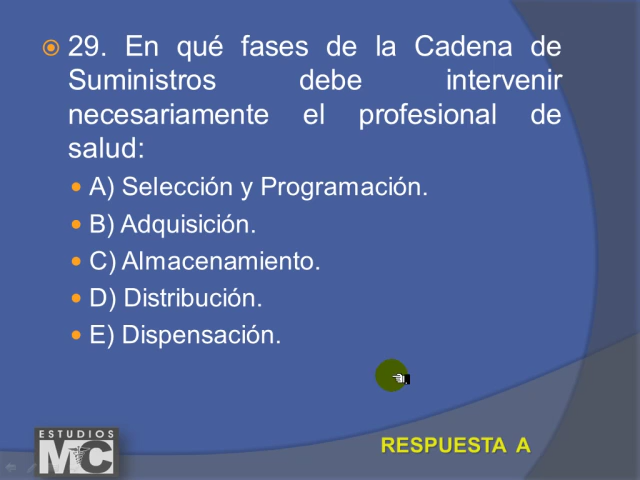 29. En qué fases de la Cadena de
Suministros debe intervenir
necesariamente el profesional de
salud:
A) Selección y Programación.
B) Adquisición.
C) Almacenamiento.
D) Distribución.
E) Dispensación.
ESTUDIOS
MC
RESPUESTA A